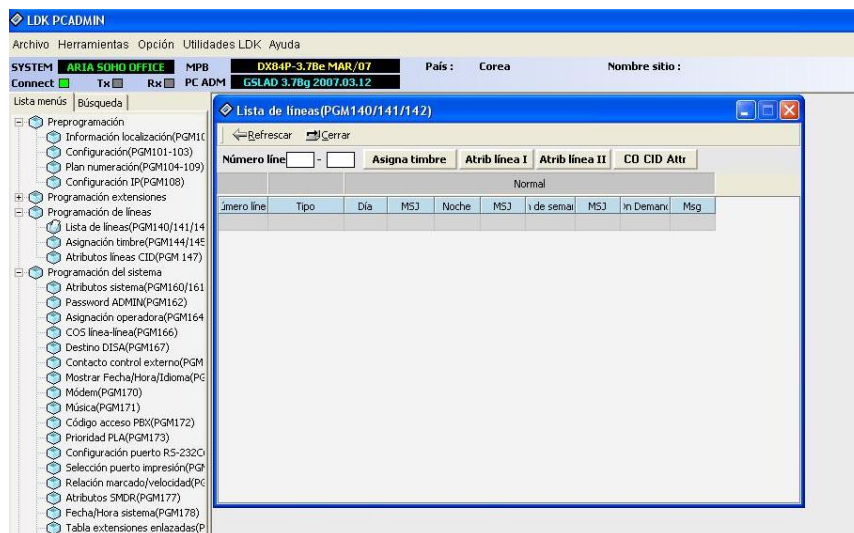 LDK PCADMIN
Archivo Herramientas Opción Utilidades LDK Ayuda
SYSTEM ARIA SOHO OFFICE MPB DX84P-3.7Be MAR/07 País : Corea Nombre sitio :
Connect Tx Rx PC ADM GSLAD 3.7Bg 2007.03.12
Lista menús Búsqueda
Preprogramación
Información localización(PGM10
Configuración(PGM101-103)
Plan numeración(PGM104-109)
Configuración IP(PGM108)
Programación extensiones
Programación de líneas
Lista de líneas(PGM140/141/14
Asignación timbre(PGM144/145
Atributos líneas CID(PGM 147)
Programación del sistema
Atributos sistema(PGM160/161
Password ADMIN(PGM162)
Asignación operadora(PGM164
COS línea-línea(PGM166)
Destino DISA(PGM167)
Contacto control externo(PGM
Mostrar Fecha/Hora/Idioma(PG
Módem(PGM170)
Música(PGM171)
Código acceso PBX(PGM172)
Prioridad PLA(PGM173)
Configuración puerto RS-232C
Selección puerto impresión(PGM
Relación marcado/velocidad(PG
Atributos SMDR(PGM177)
Fecha/Hora sistema(PGM178)
Tabla extensiones enlazadas(P
Lista de líneas(PGM140/141/142)
Refrescar Cerrar
Número líne - Asigna timbre Atrib línea I Atrib línea II CO CID Attr
Normal
úmero líne Tipo Día MSJ Noche MSJ de semai MSJ n Demand Msg